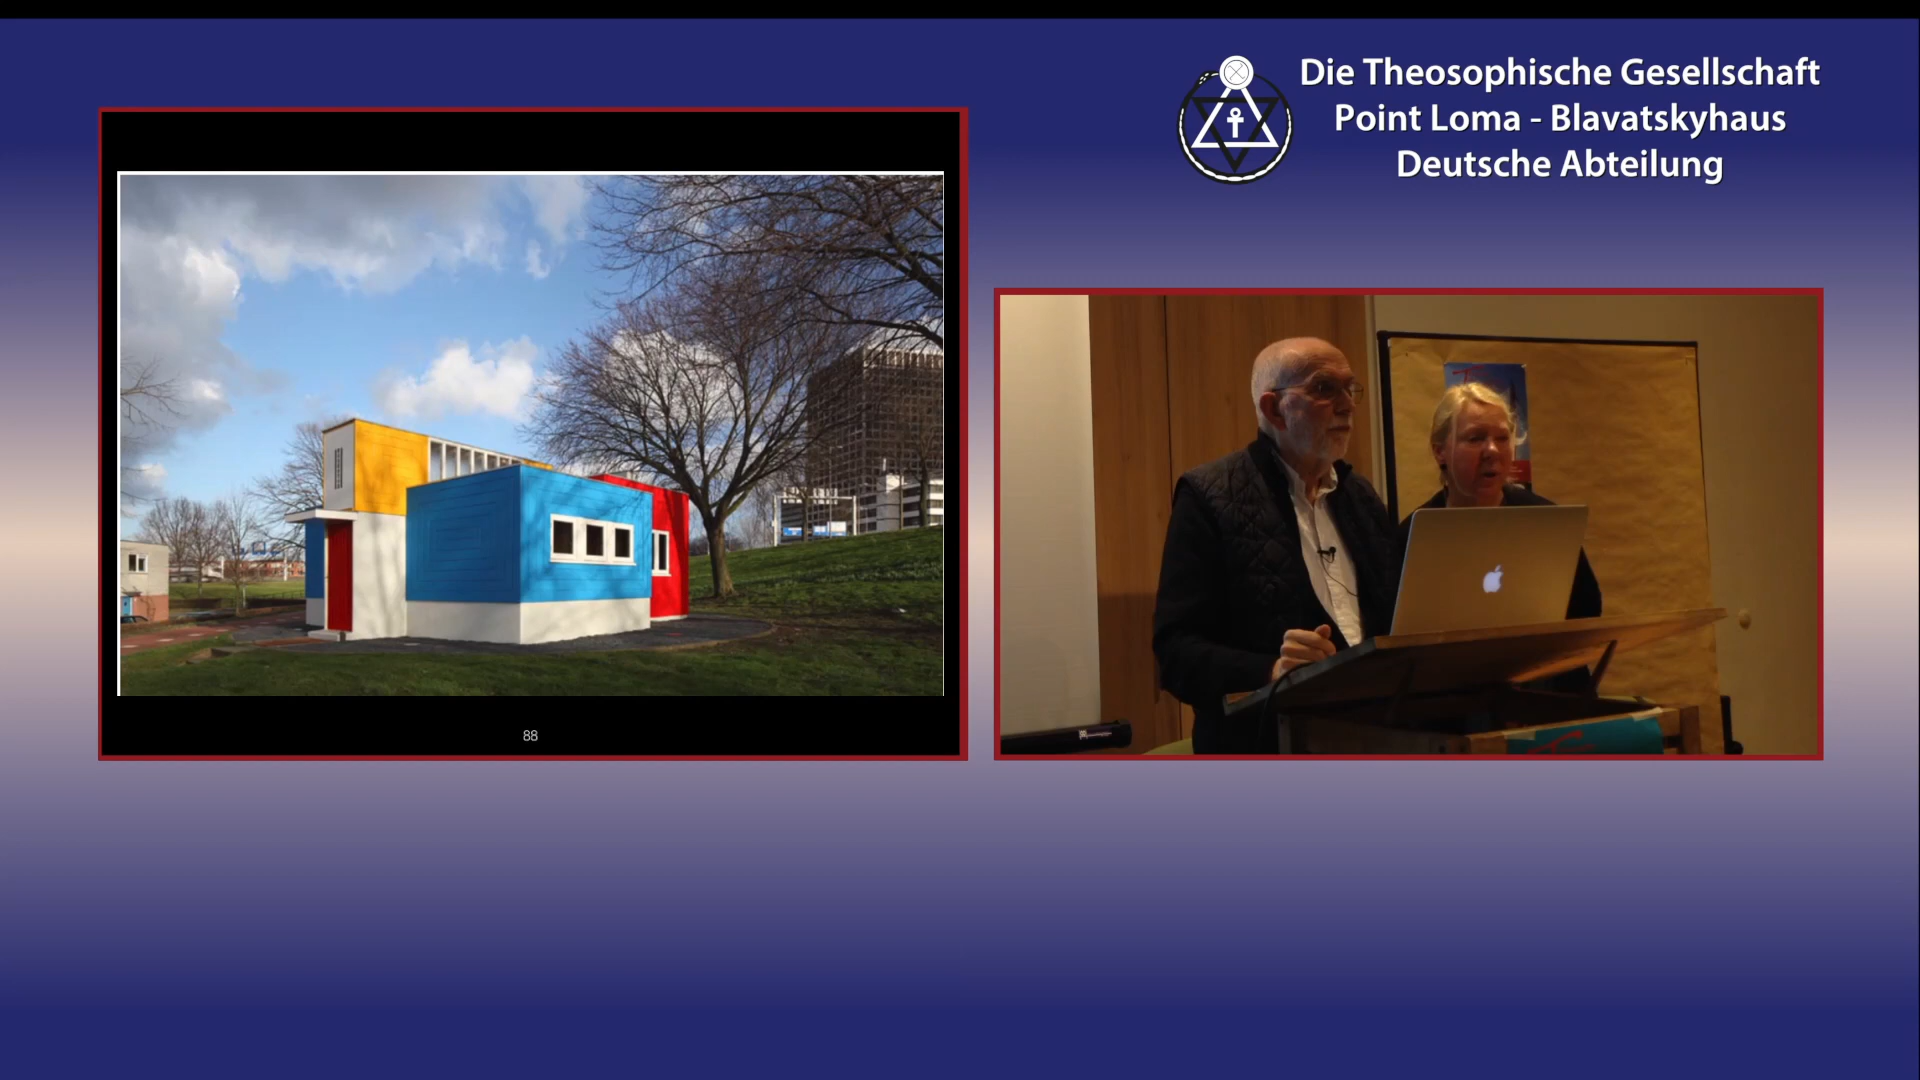 Die Theosophische Gesellschaft
Point Loma - Blavatskyhaus
Deutsche Abteilung
88